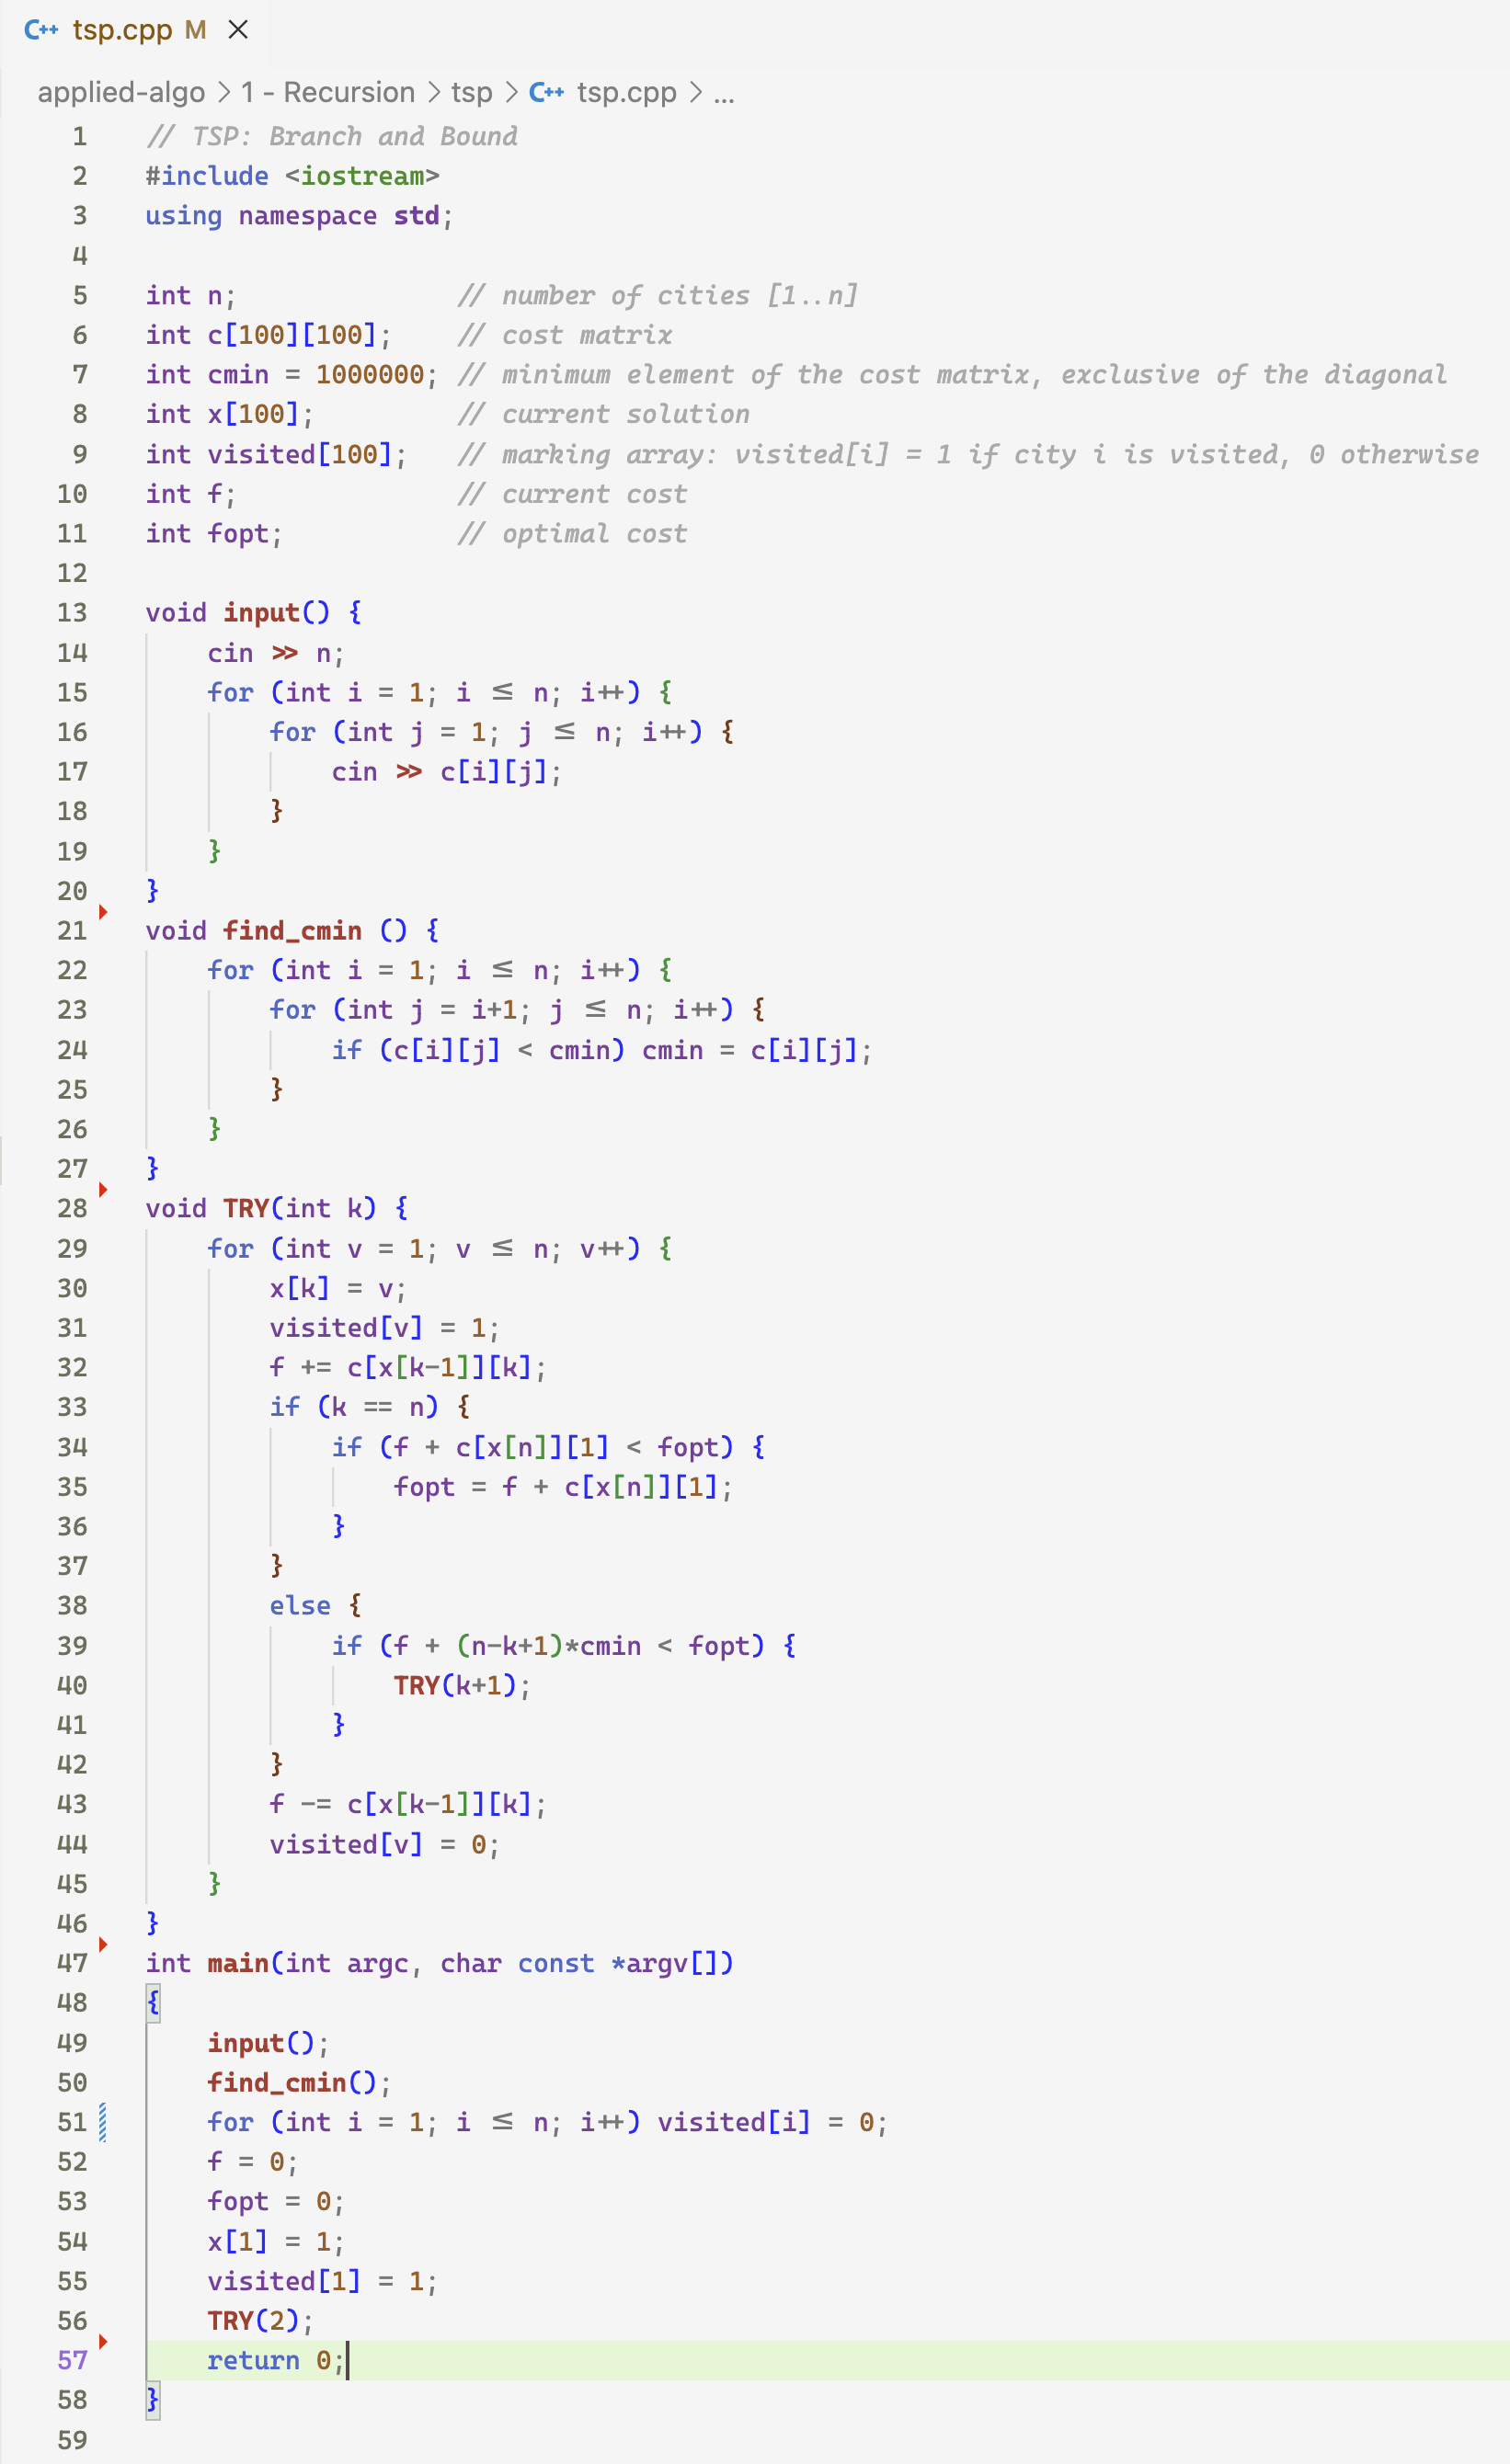 C++ tsp.cpp M ×
applied-algo > 1 - Recursion > tsp > C++ tsp.cpp > ...
1 // TSP: Branch and Bound
2 #include <iostream>
3 using namespace std;
4
5 int n; // number of cities [1..n]
6 int c[100][100]; // cost matrix
7 int cmin = 1000000; // minimum element of the cost matrix, exclusive of the diagonal
8 int x[100]; // current solution
9 int visited[100]; // marking array: visited[i] = 1 if city i is visited, 0 otherwise
10 int f; // current cost
11 int fopt; // optimal cost
12
13 void input() {
14 cin >> n;
15 for (int i = 1; i <= n; i++) {
16 for (int j = 1; j <= n; i++) {
17 cin >> c[i][j];
18 }
19 }
20 }
21 void find_cmin () {
22 for (int i = 1; i <= n; i++) {
23 for (int j = i+1; j <= n; i++) {
24 if (c[i][j] < cmin) cmin = c[i][j];
25 }
26 }
27 }
28 void TRY(int k) {
29 for (int v = 1; v <= n; v++) {
30 x[k] = v;
31 visited[v] = 1;
32 f += c[x[k-1]][k];
33 if (k == n) {
34 if (f + c[x[n]][1] < fopt) {
35 fopt = f + c[x[n]][1];
36 }
37 }
38 else {
39 if (f + (n-k+1)*cmin < fopt) {
40 TRY(k+1);
41 }
42 }
43 f -= c[x[k-1]][k];
44 visited[v] = 0;
45 }
46 }
47 int main(int argc, char const *argv[])
48 {
49 input();
50 find_cmin();
51 for (int i = 1; i <= n; i++) visited[i] = 0;
52 f = 0;
53 fopt = 0;
54 x[1] = 1;
55 visited[1] = 1;
56 TRY(2);
57 return 0;
58 }
59